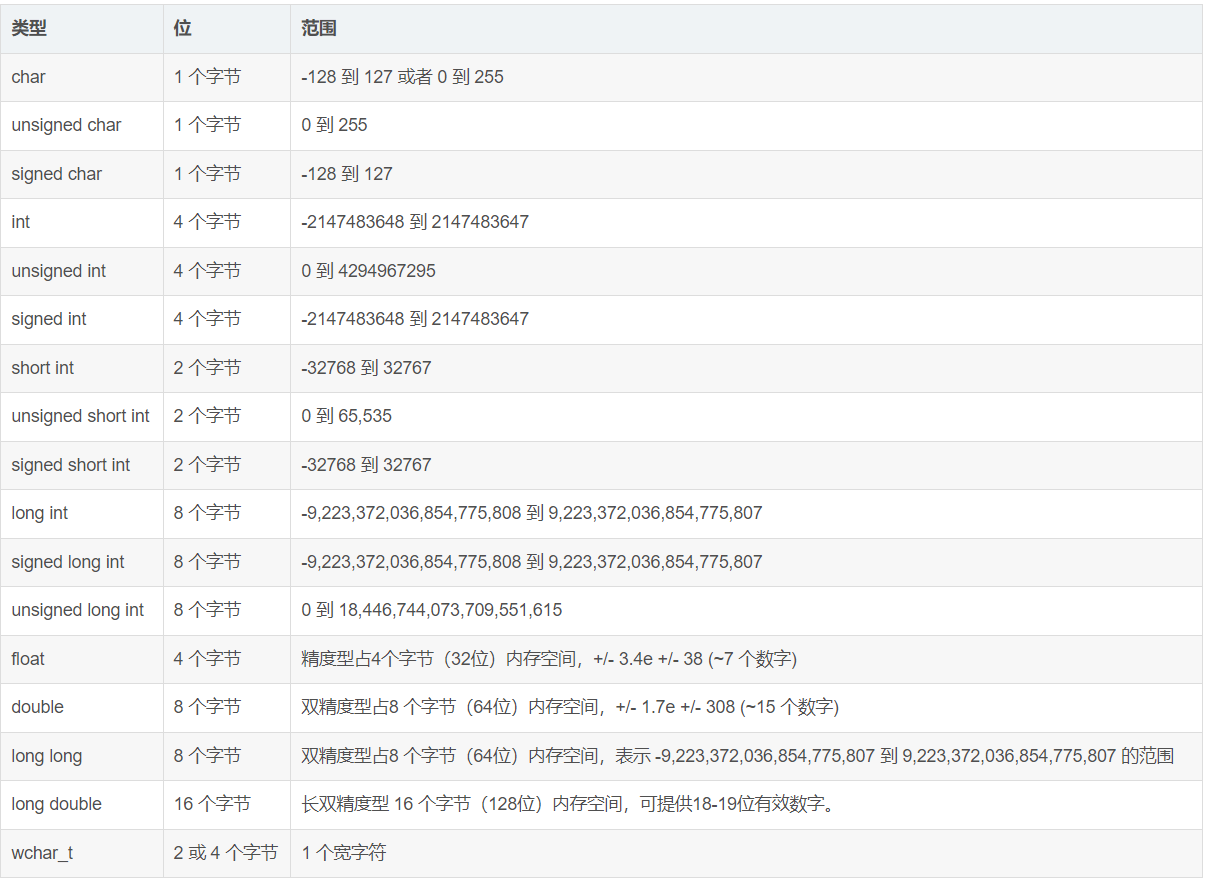 类型 位 范围
char 1 个字节 -128 到 127 或者 0 到 255
unsigned char 1 个字节 0 到 255
signed char 1 个字节 -128 到 127
int 4 个字节 -2147483648 到 2147483647
unsigned int 4 个字节 0 到 4294967295
signed int 4 个字节 -2147483648 到 2147483647
short int 2 个字节 -32768 到 32767
unsigned short int 2 个字节 0 到 65,535
signed short int 2 个字节 -32768 到 32767
long int 8 个字节 -9,223,372,036,854,775,808 到 9,223,372,036,854,775,807
signed long int 8 个字节 -9,223,372,036,854,775,808 到 9,223,372,036,854,775,807
unsigned long int 8 个字节 0 到 18,446,744,073,709,551,615
float 4 个字节 精度型占4个字节（32位）内存空间，+/- 3.4e +/- 38 (~7 个数字)
double 8 个字节 双精度型占8 个字节（64位）内存空间，+/- 1.7e +/- 308 (~15 个数字)
long long 8 个字节 双精度型占8 个字节（64位）内存空间，表示 -9,223,372,036,854,775,807 到 9,223,372,036,854,775,807 的范围
long double 16 个字节 长双精度型 16 个字节（128位）内存空间，可提供18-19位有效数字。
wchar_t 2 或 4 个字节 1 个宽字符